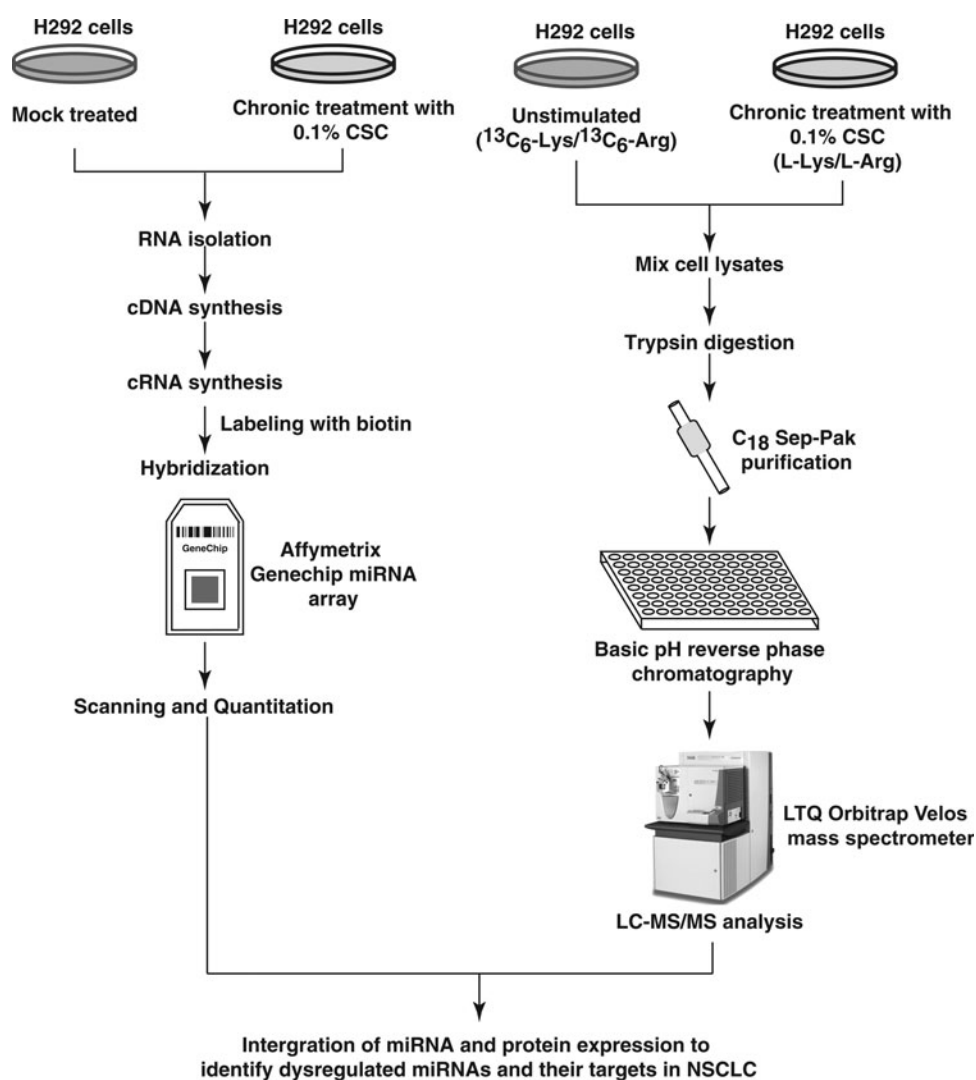 H292 cells
Mock treated
H292 cells
Chronic treatment with
0.1% CSC
RNA isolation
cDNA synthesis
cRNA synthesis
Labeling with biotin
Hybridization
GeneChip
Affymetrix
Genechip miRNA
array
Scanning and Quantitation
H292 cells
Unstimulated
(¹³C₆-Lys/¹³C₆-Arg)
H292 cells
Chronic treatment with
0.1% CSC
(L-Lys/L-Arg)
Mix cell lysates
Trypsin digestion
C₁₈ Sep-Pak
purification
Basic pH reverse phase
chromatography
LTQ Orbitrap Velos
mass spectrometer
LC-MS/MS analysis
Intergration of miRNA and protein expression to
identify dysregulated miRNAs and their targets in NSCLC